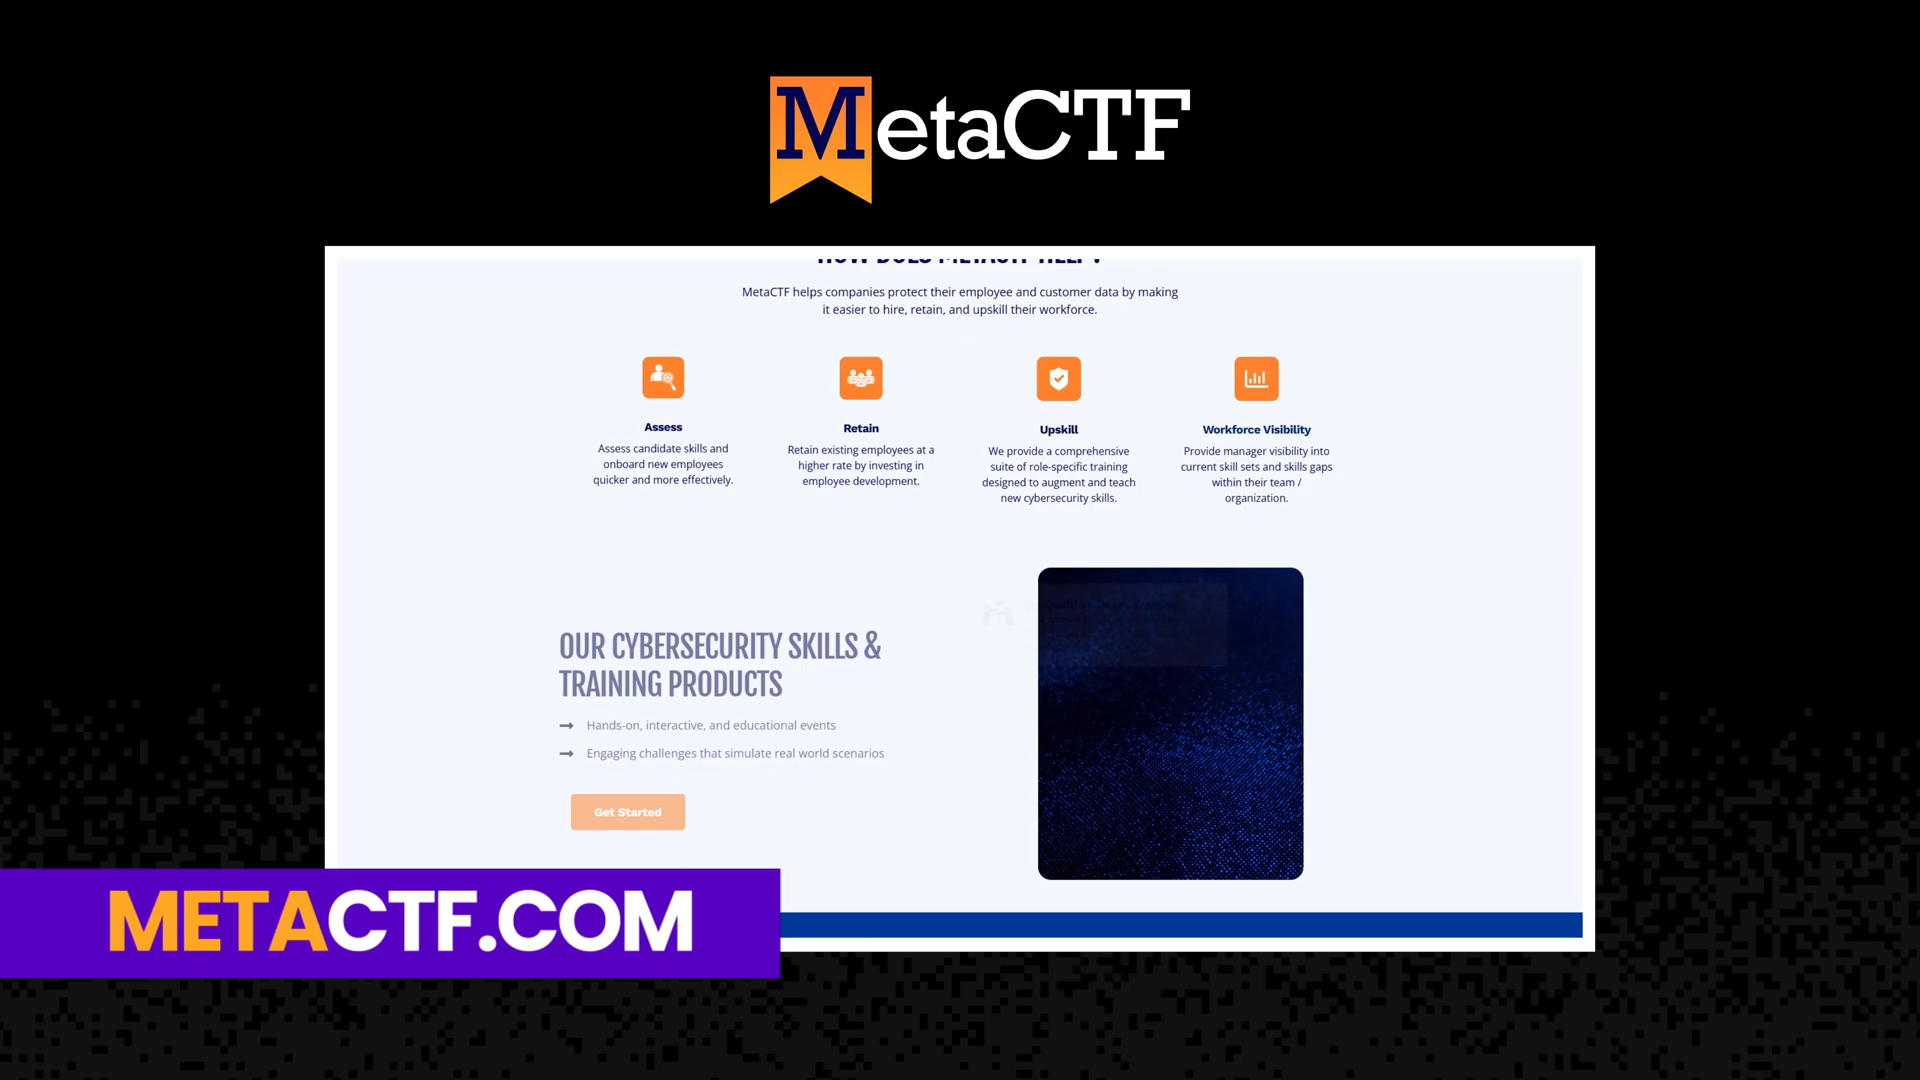 MetaCTF
HOW DOES METACTF HELP?
MetaCTF helps companies protect their employee and customer data by making
it easier to hire, retain, and upskill their workforce.
Assess
Assess candidate skills and
onboard new employees
quicker and more effectively.
Retain
Retain existing employees at a
higher rate by investing in
employee development.
Upskill
We provide a comprehensive
suite of role-specific training
designed to augment and teach
new cybersecurity skills.
Workforce Visibility
Provide manager visibility into
current skill sets and skills gaps
within their team /
organization.
OUR CYBERSECURITY SKILLS &
TRAINING PRODUCTS
Hands-on, interactive, and educational events
Engaging challenges that simulate real world scenarios
Get Started
METACTF.COM